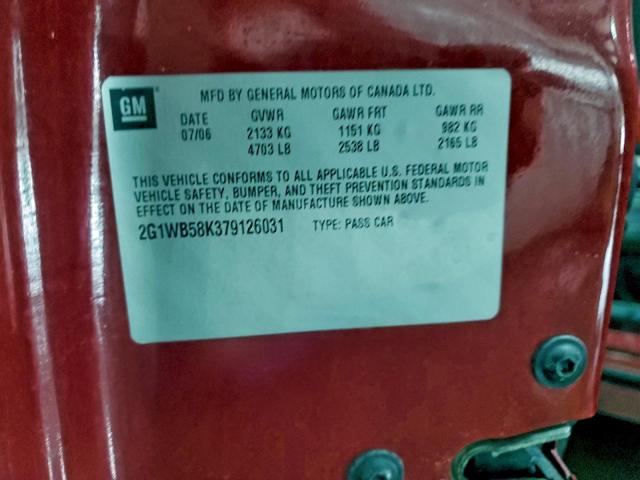 GM
MFD BY GENERAL MOTORS OF CANADA LTD.
DATE GVWR GAWR FRT GAWR RR
07/06 2133 KG 1151 KG 982 KG
4703 LB 2538 LB 2165 LB
THIS VEHICLE CONFORMS TO ALL APPLICABLE U.S. FEDERAL MOTOR
VEHICLE SAFETY, BUMPER, AND THEFT PREVENTION STANDARDS IN
EFFECT ON THE DATE OF MANUFACTURE SHOWN ABOVE.
2G1WB58K379126031 TYPE: PASS CAR